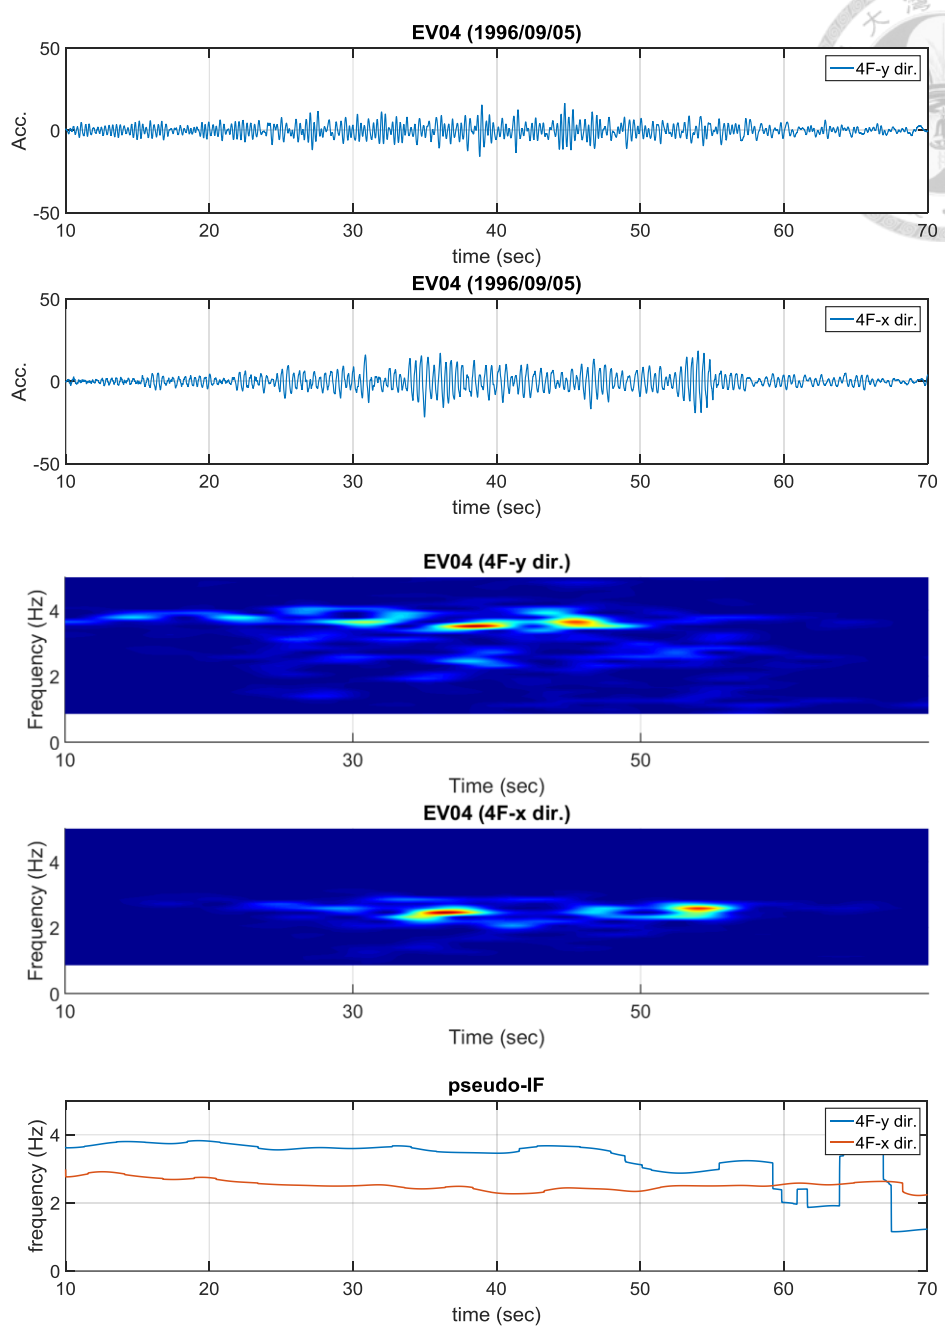 EV04 (1996/09/05)
50
4F-y dir.
Acc.
0
-50
10 20 30 40 50 60 70
time (sec)
EV04 (1996/09/05)
50
4F-x dir.
Acc.
0
-50
10 20 30 40 50 60 70
time (sec)
EV04 (4F-y dir.)
Frequency (Hz)
4
2
0
10 30 50
Time (sec)
EV04 (4F-x dir.)
Frequency (Hz)
4
2
0
10 30 50
Time (sec)
pseudo-IF
4F-y dir.
4F-x dir.
frequency (Hz)
4
2
0
10 20 30 40 50 60 70
time (sec)
大灣